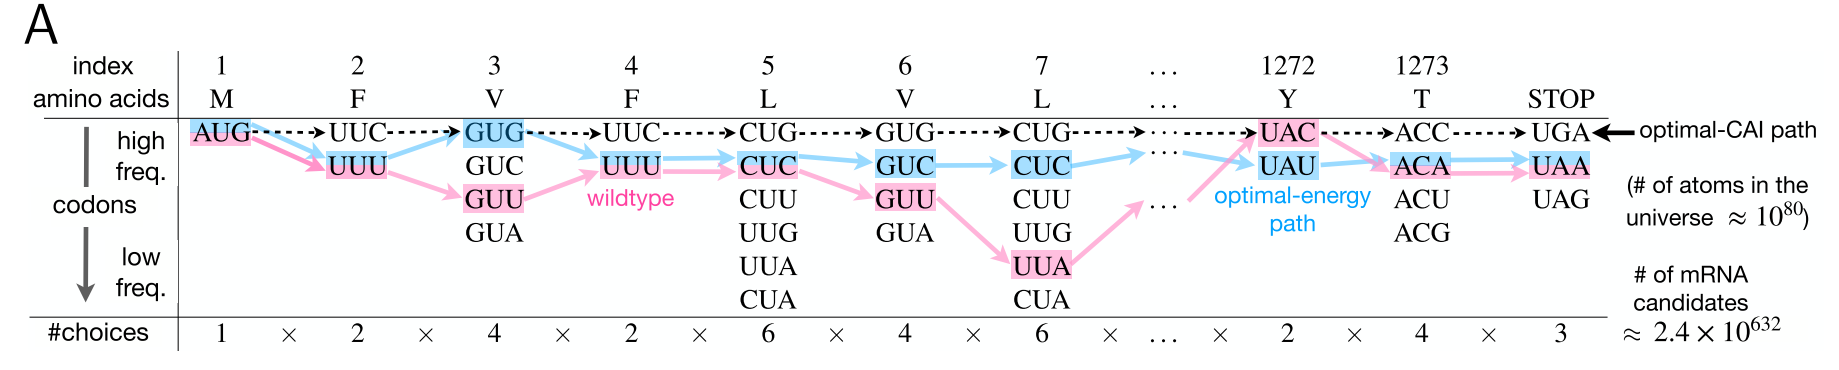 A
index 1 2 3 4 5 6 7 ... 1272 1273
amino acids M F V F L V L ... Y T STOP
high freq. AUG UUC GUG UUC CUG GUG CUG ... UAC ACC UGA optimal-CAI path
UUU GUC UUU CUC GUC CUC ... UAU ACA UAA
codons GUU wildtype CUU GUU CUU ... optimal-energy path ACU UAG
(# of atoms in the
universe ≈ 10^80)
GUA UUG GUA UUG ACG
low freq. UUA UUA
CUA CUA
# of mRNA
candidates
#choices 1 × 2 × 4 × 2 × 6 × 4 × 6 × ... × 2 × 4 × 3 ≈ 2.4 × 10^632